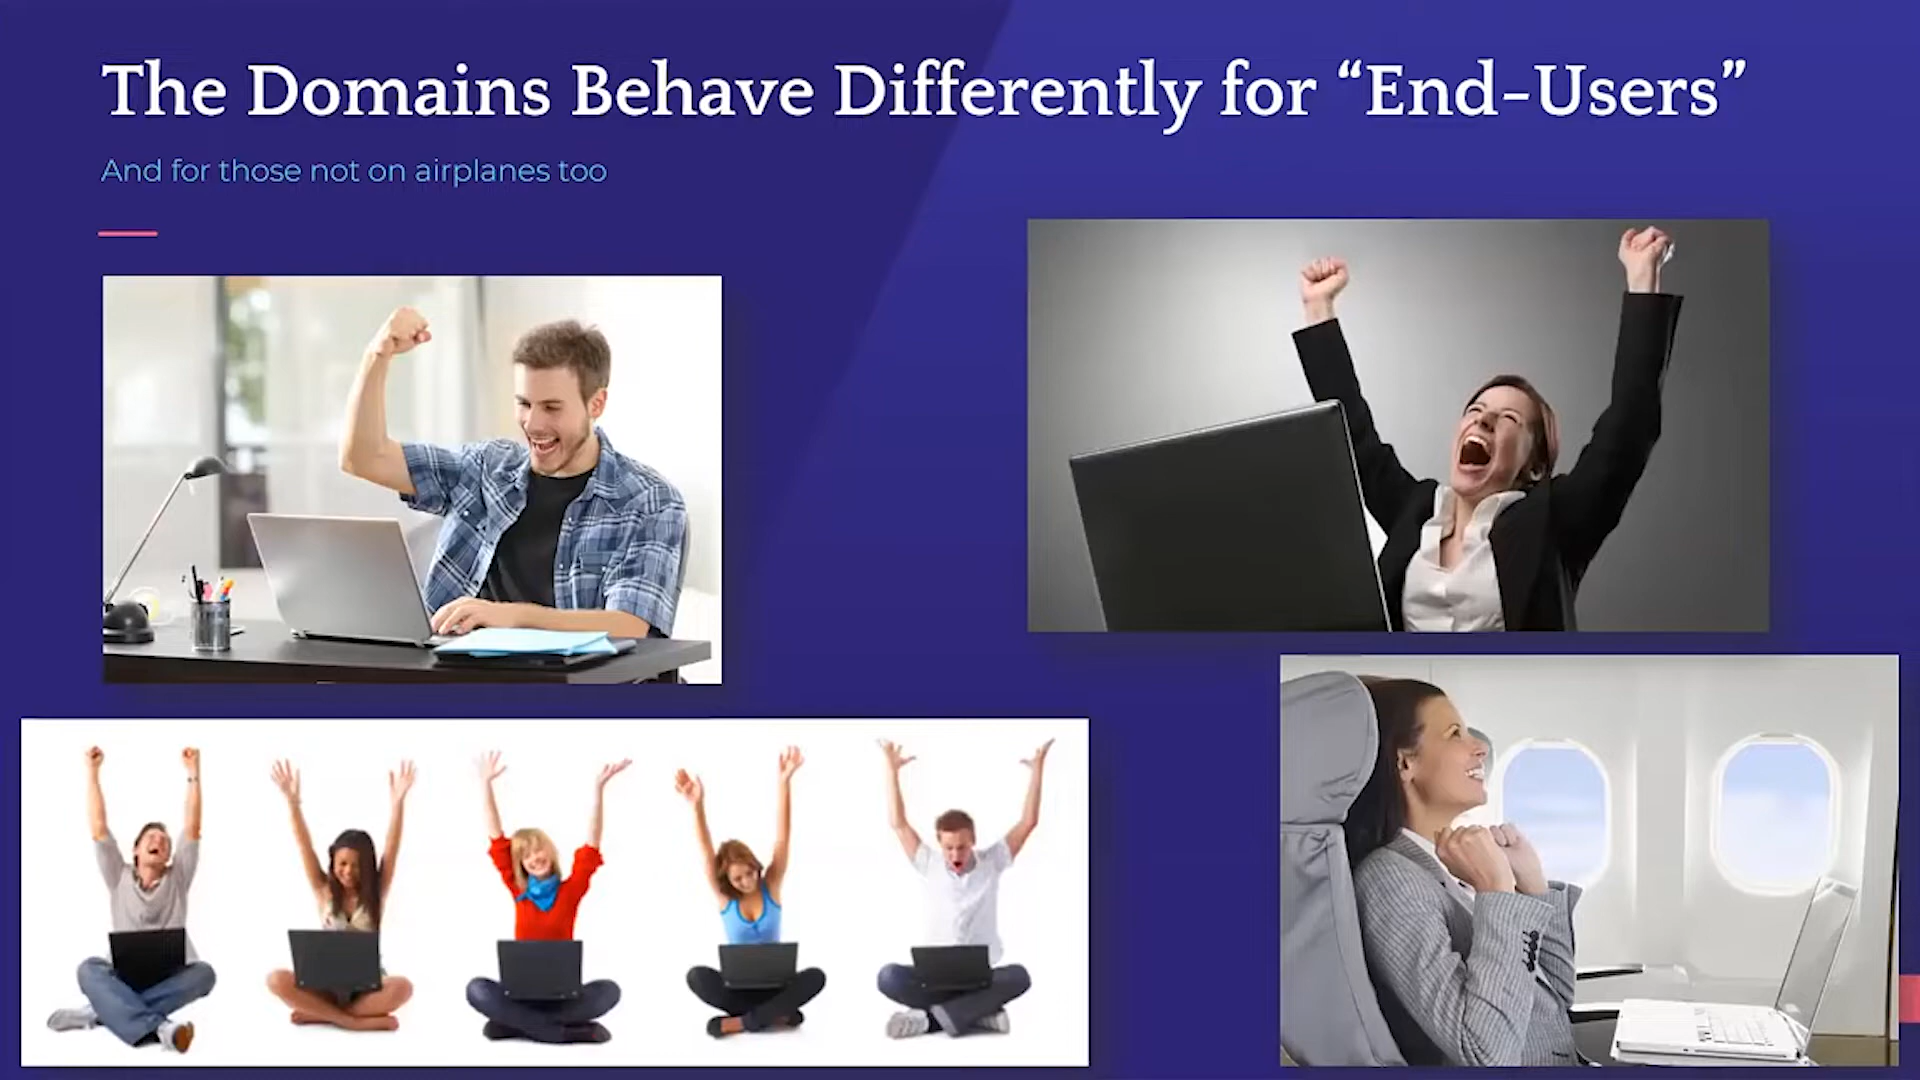 The Domains Behave Differently for “End-Users”
And for those not on airplanes too